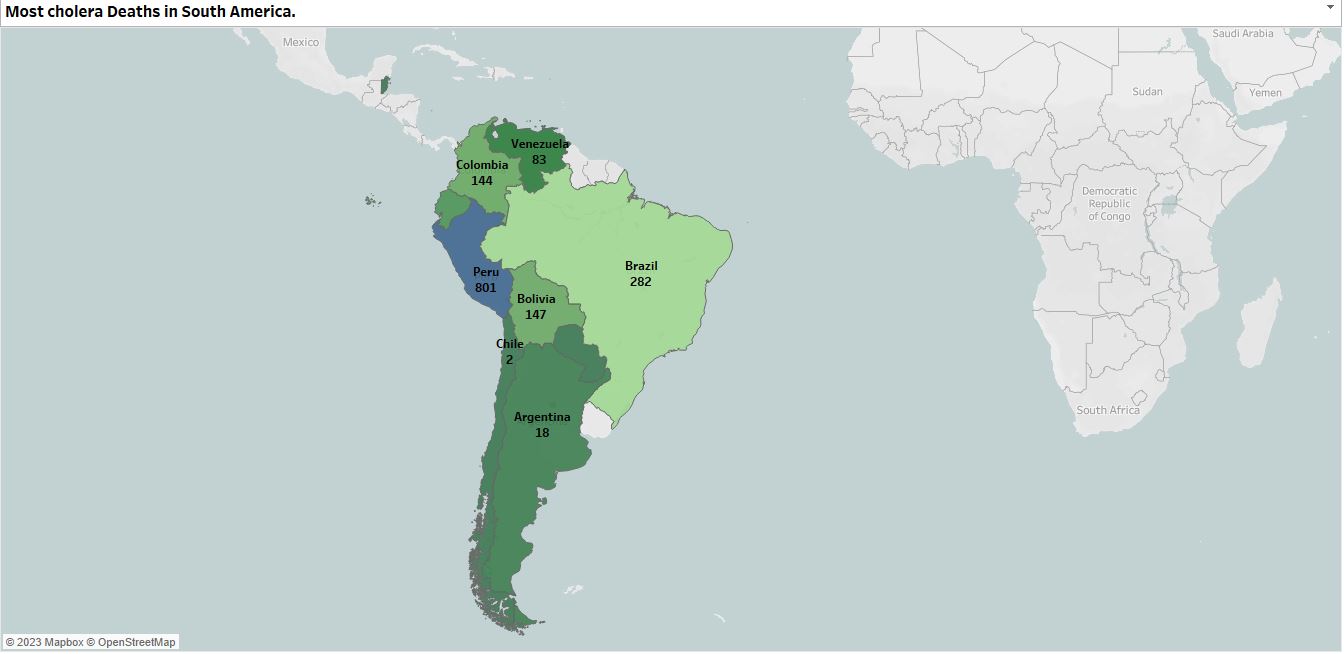 Most cholera Deaths in South America.
Mexico
Saudi Arabia
Sudan
Yemen
Venezuela
83
Colombia
144
Democratic
Republic
of Congo
Brazil
282
Peru
801
Bolivia
147
Chile
2
Argentina
18
South Africa
© 2023 Mapbox © OpenStreetMap